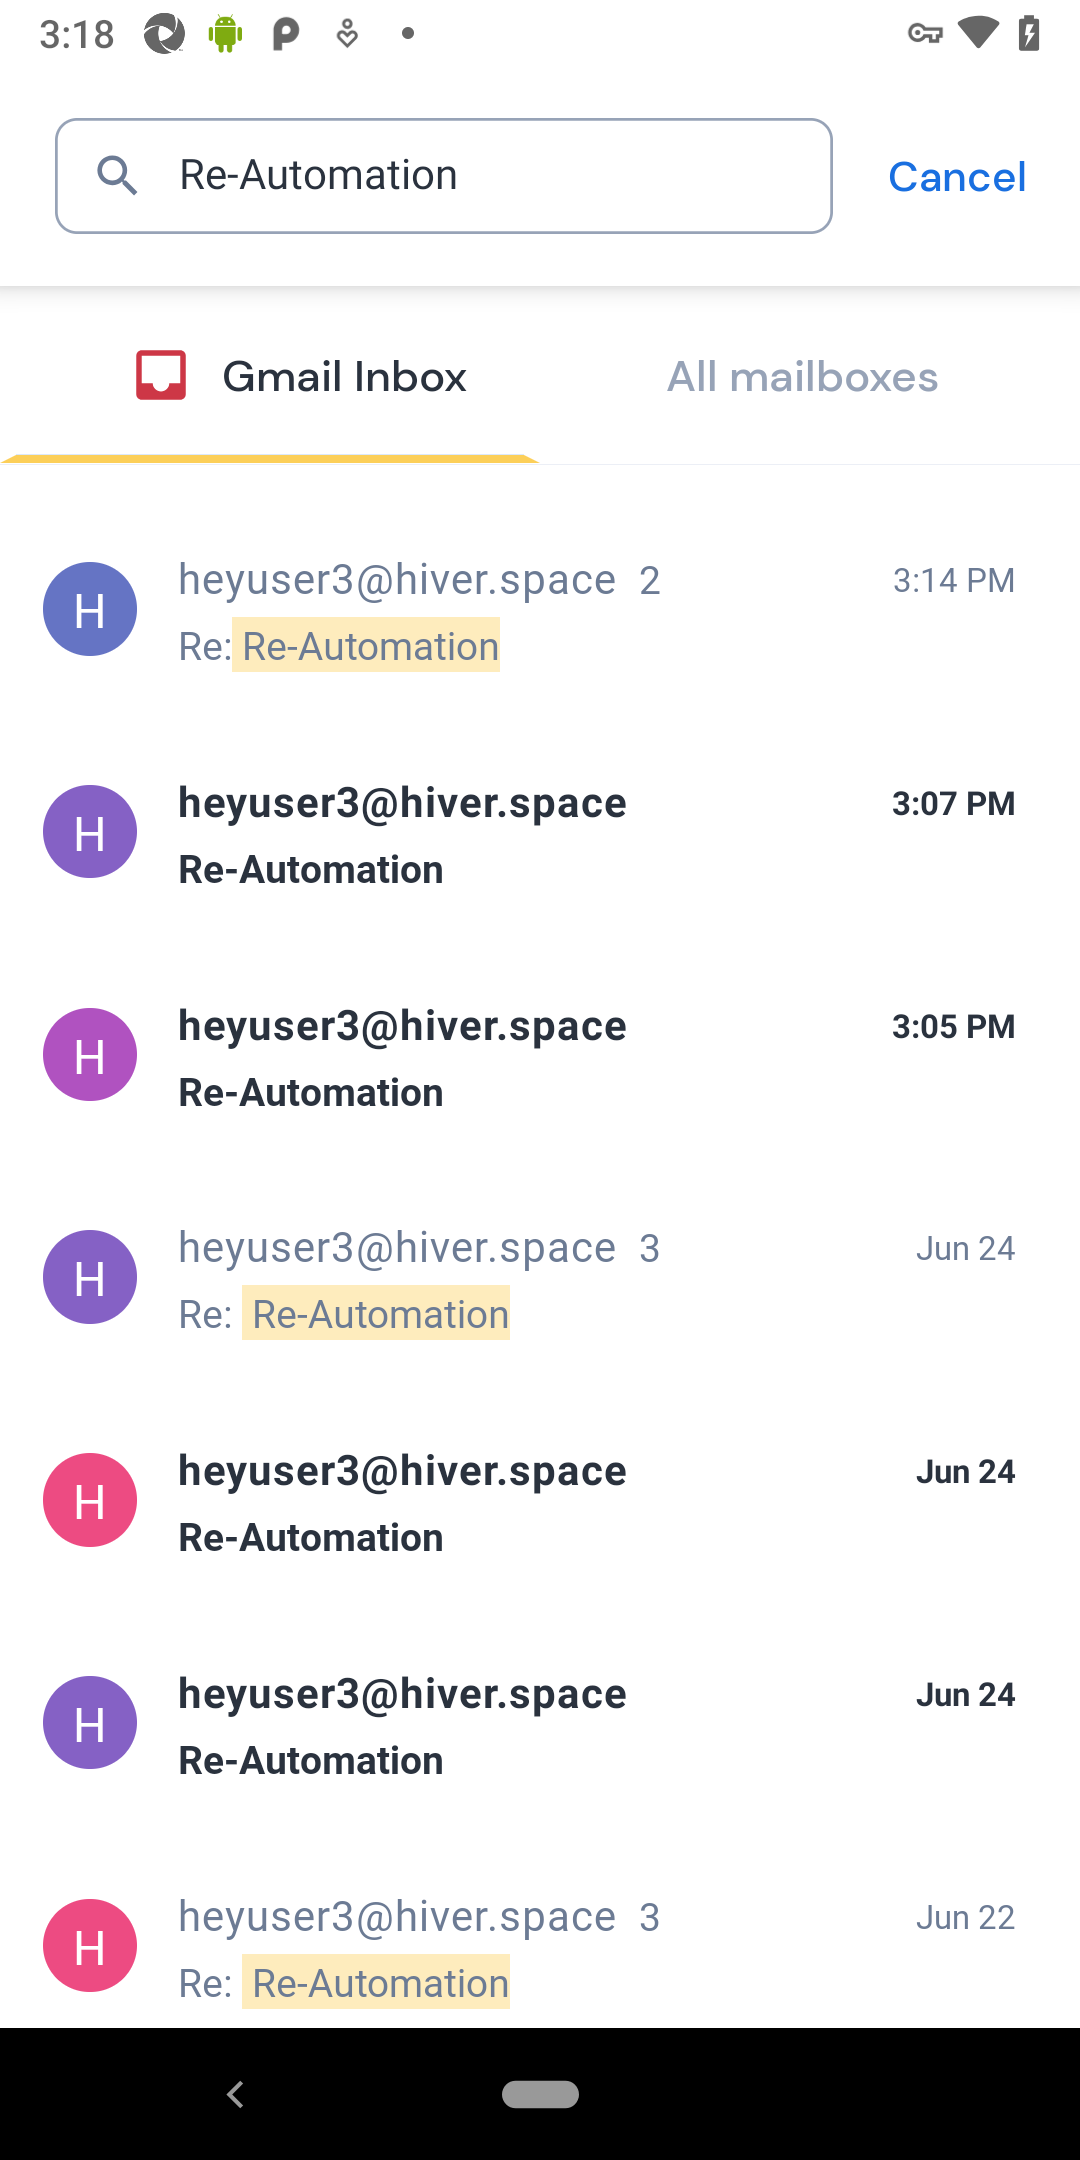 3:18
Re-Automation
Cancel
Gmail Inbox
All mailboxes
H
heyuser3@hiver.space 2
3:14 PM
Re: Re-Automation
H
heyuser3@hiver.space
3:07 PM
Re-Automation
H
heyuser3@hiver.space
3:05 PM
Re-Automation
H
heyuser3@hiver.space 3
Jun 24
Re: Re-Automation
H
heyuser3@hiver.space
Jun 24
Re-Automation
H
heyuser3@hiver.space
Jun 24
Re-Automation
H
heyuser3@hiver.space 3
Jun 22
Re: Re-Automation